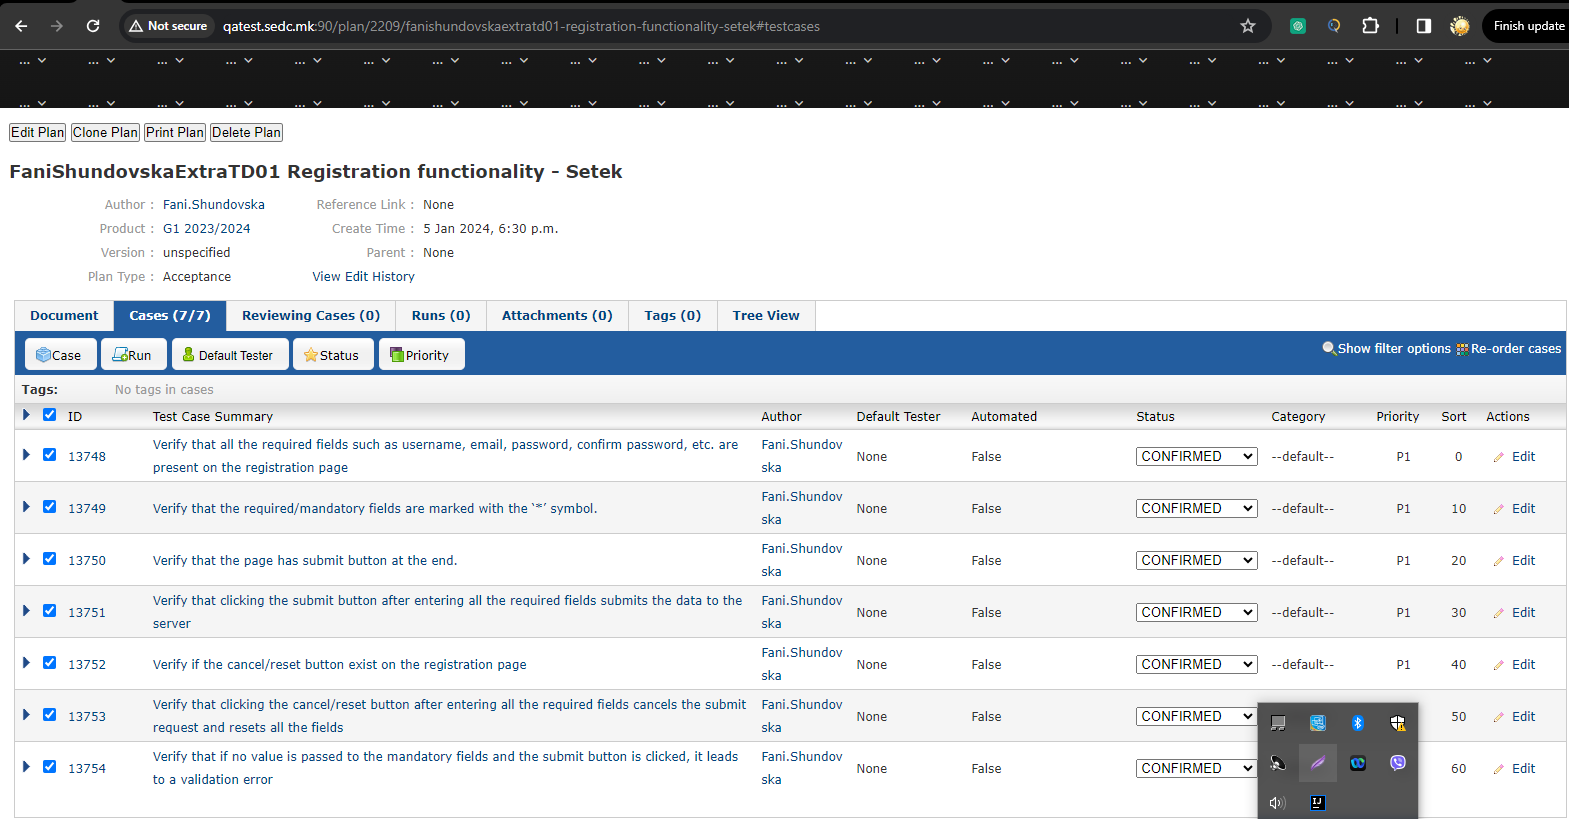 Not secure qatest.sedc.mk:90/plan/2209/fanishundovskaextratd01-registration-functionality-setek#testcases Finish update
... ... ... ... ... ... ... ... ... ... ... ... ... ... ... ... ... ... ... ... ... ...
... ... ... ... ... ... ... ... ... ... ... ... ... ... ... ... ... ... ... ... ... ...
Edit Plan Clone Plan Print Plan Delete Plan
FaniShundovskaExtraTD01 Registration functionality - Setek
Author : Fani.Shundovska Reference Link : None
Product : G1 2023/2024 Create Time : 5 Jan 2024, 6:30 p.m.
Version : unspecified Parent : None
Plan Type : Acceptance View Edit History
Document Cases (7/7) Reviewing Cases (0) Runs (0) Attachments (0) Tags (0) Tree View
Case Run Default Tester Status Priority Show filter options Re-order cases
Tags: No tags in cases
ID Test Case Summary Author Default Tester Automated Status Category Priority Sort Actions
13748 Verify that all the required fields such as username, email, password, confirm password, etc. are present on the registration page Fani.Shundovska None False CONFIRMED --default-- P1 0 Edit
13749 Verify that the required/mandatory fields are marked with the ‘*’ symbol. Fani.Shundovska None False CONFIRMED --default-- P1 10 Edit
13750 Verify that the page has submit button at the end. Fani.Shundovska None False CONFIRMED --default-- P1 20 Edit
13751 Verify that clicking the submit button after entering all the required fields submits the data to the server Fani.Shundovska None False CONFIRMED --default-- P1 30 Edit
13752 Verify if the cancel/reset button exist on the registration page Fani.Shundovska None False CONFIRMED --default-- P1 40 Edit
13753 Verify that clicking the cancel/reset button after entering all the required fields cancels the submit request and resets all the fields Fani.Shundovska None False CONFIRMED 50 Edit
13754 Verify that if no value is passed to the mandatory fields and the submit button is clicked, it leads to a validation error Fani.Shundovska None False CONFIRMED 60 Edit
IJ